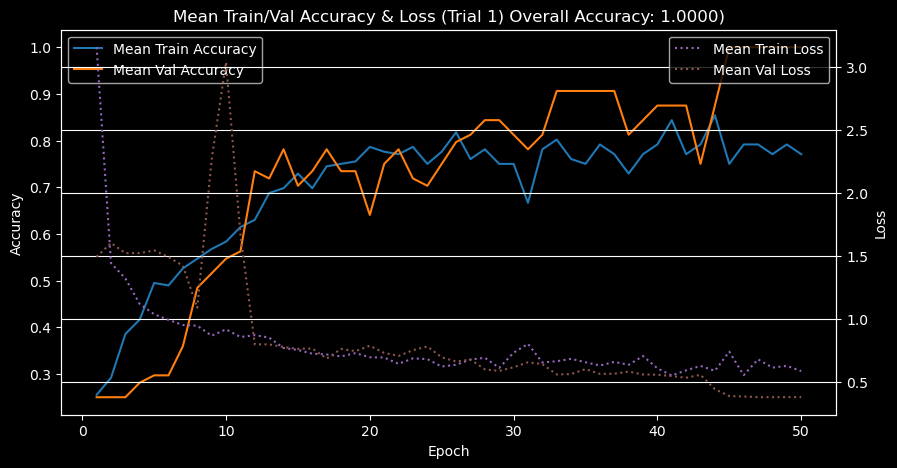 Mean Train/Val Accuracy & Loss (Trial 1) Overall Accuracy: 1.0000)
Mean Train Accuracy
Mean Val Accuracy
Mean Train Loss
Mean Val Loss
1.0
0.9
0.8
0.7
0.6
0.5
0.4
0.3
Accuracy
3.0
2.5
2.0
1.5
1.0
0.5
Loss
0 10 20 30 40 50
Epoch